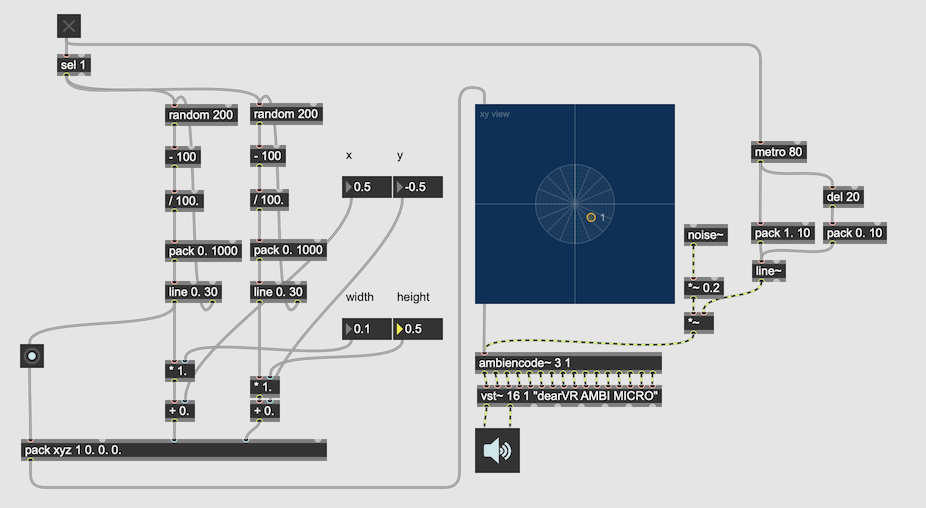 sel 1
random 200
random 200
xy view
- 100
- 100
x
y
metro 80
0.5
-0.5
/ 100.
/ 100.
del 20
1
noise~
pack 1. 10
pack 0. 10
pack 0. 1000
pack 0. 1000
line~
line 0. 30
line 0. 30
*~ 0.2
width
height
*~
0.1
0.5
ambiencode~ 3 1
* 1.
* 1.
vst~ 16 1 "dearVR AMBI MICRO"
+ 0.
+ 0.
pack xyz 1 0. 0. 0.